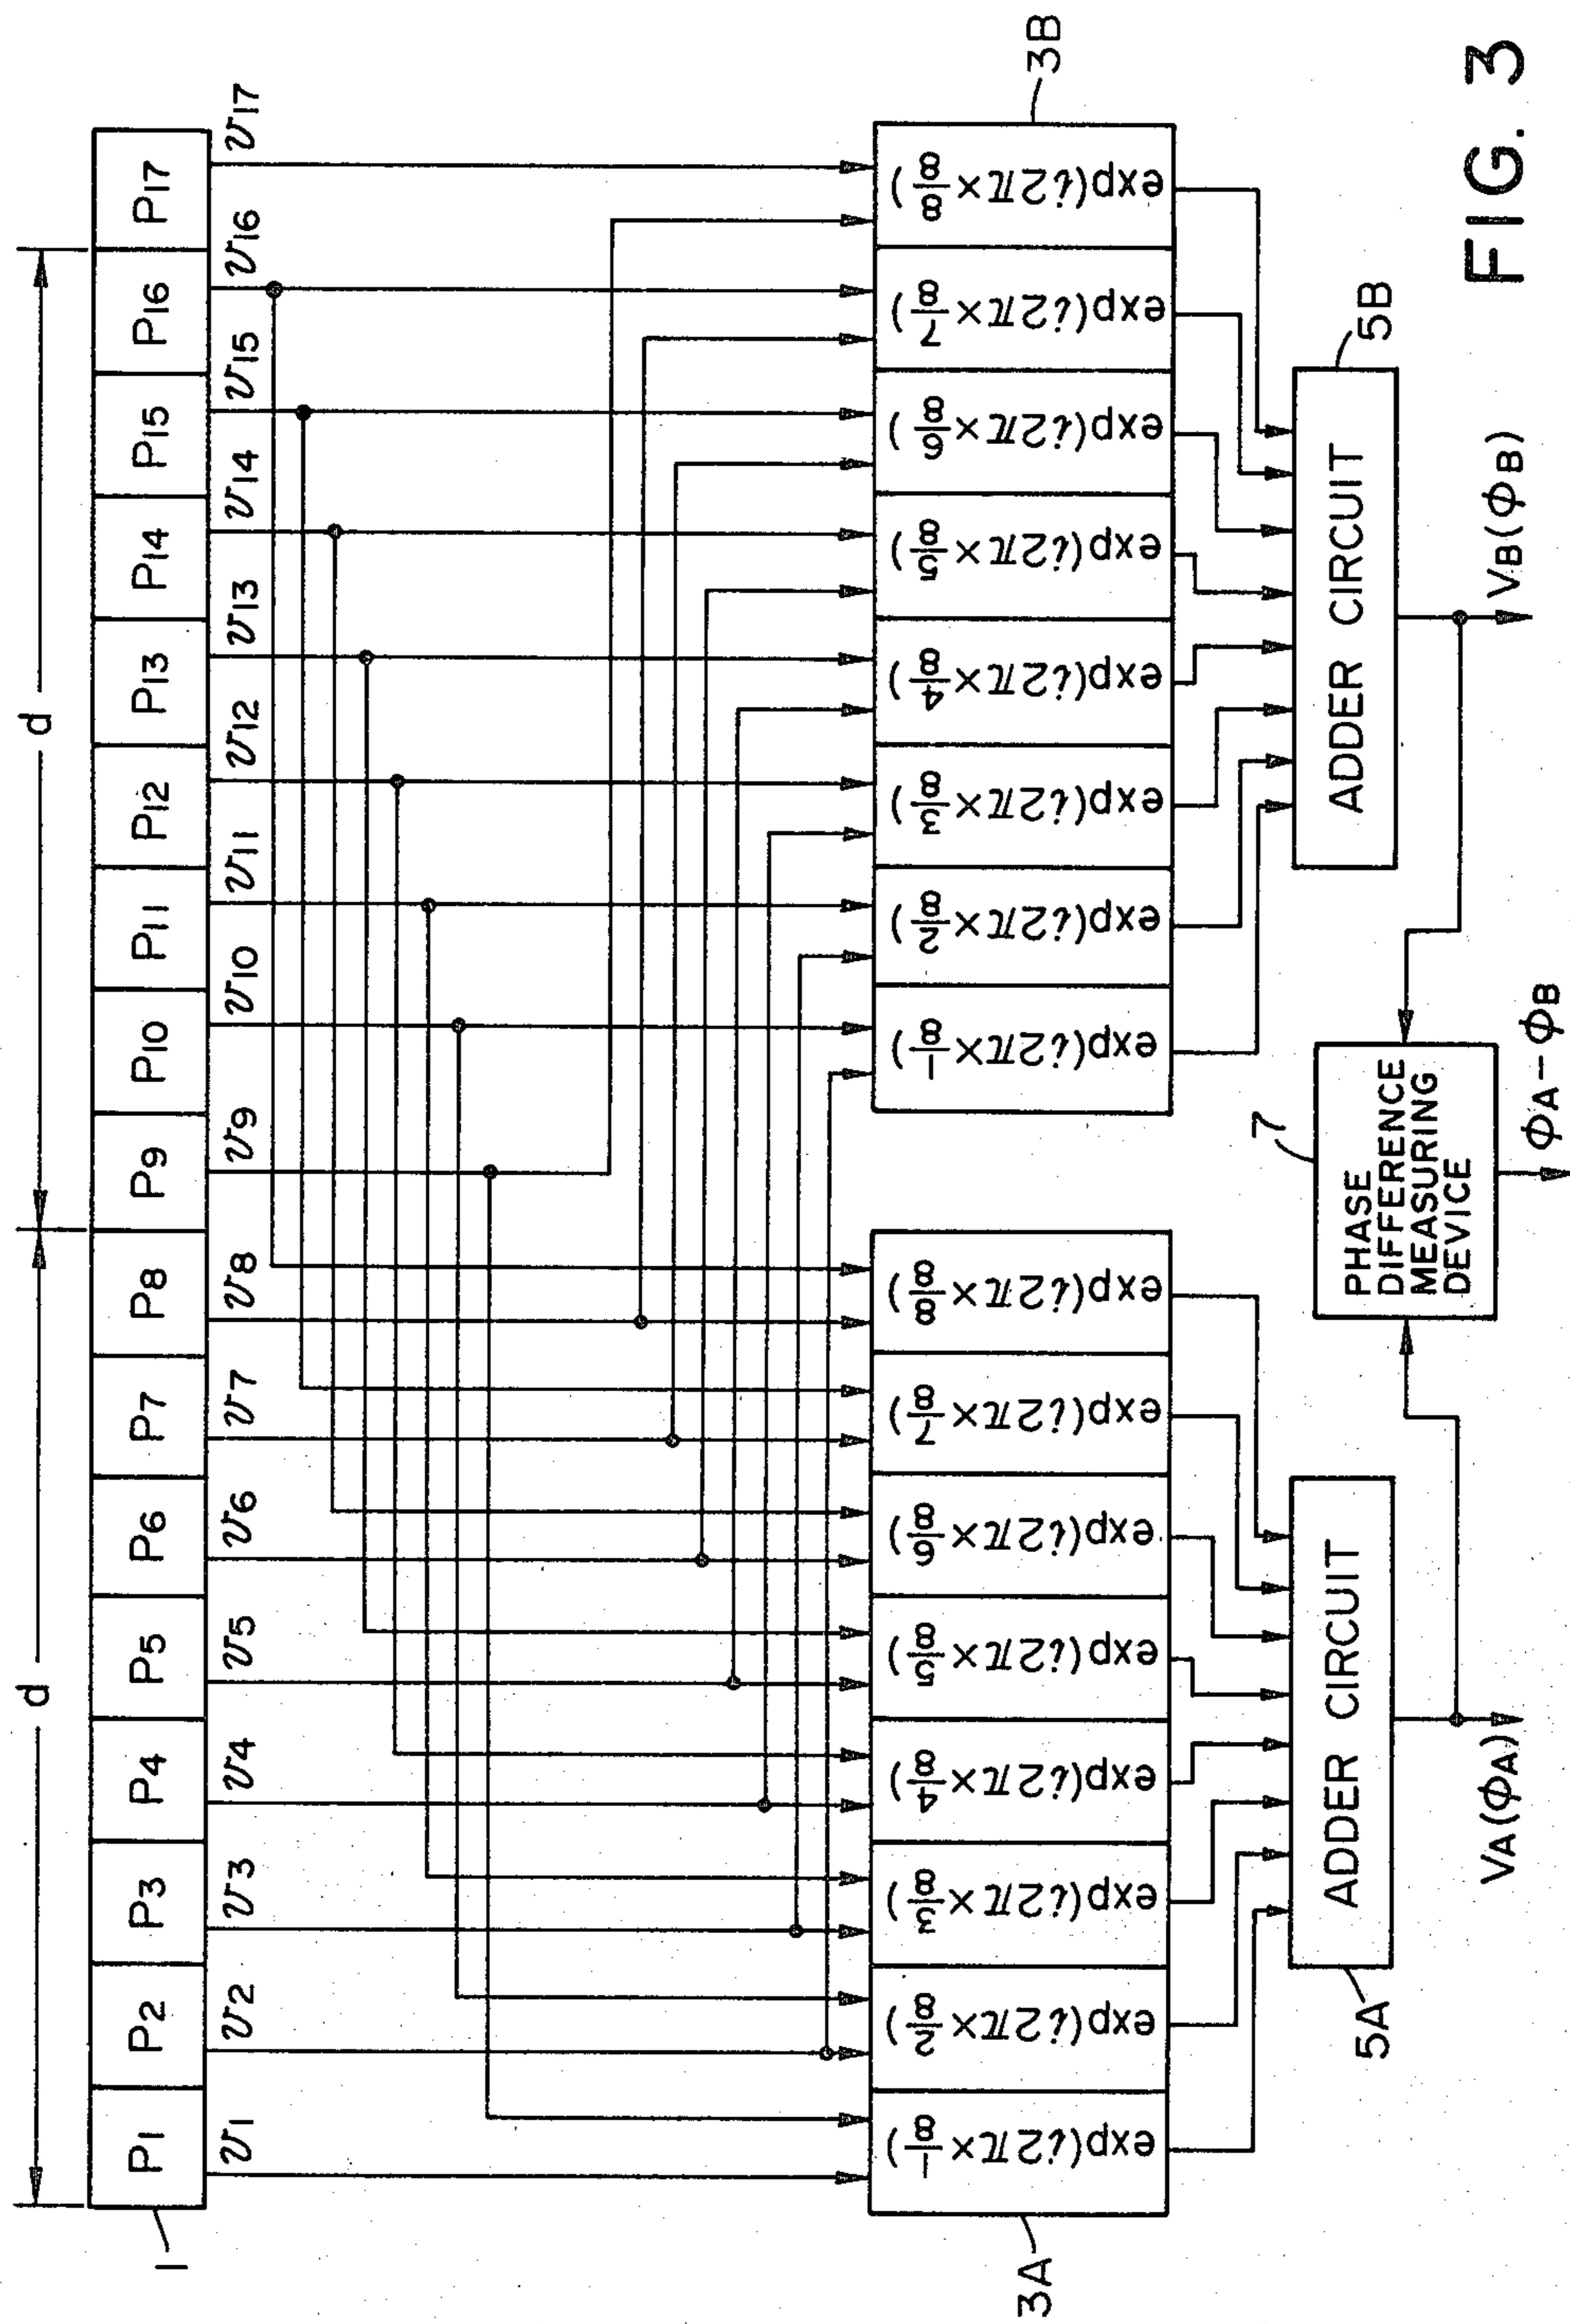 d d
P1 P2 P3 P4 P5 P6 P7 P8 P9 P10 P11 P12 P13 P14 P15 P16 P17
1
v1 v2 v3 v4 v5 v6 v7 v8 v9 v10 v11 v12 v13 v14 v15 v16 v17
3A
exp(i2π×1/8)
exp(i2π×2/8)
exp(i2π×3/8)
exp(i2π×4/8)
exp(i2π×5/8)
exp(i2π×6/8)
exp(i2π×7/8)
exp(i2π×8/8)
exp(i2π×1/8)
exp(i2π×2/8)
exp(i2π×3/8)
exp(i2π×4/8)
exp(i2π×5/8)
exp(i2π×6/8)
exp(i2π×7/8)
exp(i2π×8/8)
3B
5A
ADDER CIRCUIT
7
PHASE
DIFFERENCE
MEASURING
DEVICE
ADDER CIRCUIT
5B
VA(ϕA)
ϕA-ϕB
VB(ϕB)
FIG. 3